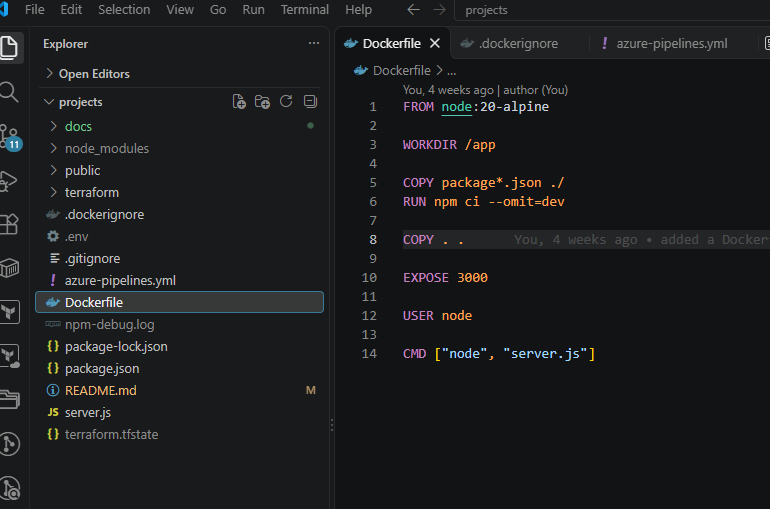 File Edit Selection View Go Run Terminal Help projects
Explorer
Open Editors
projects
docs
node_modules
public
terraform
.dockerignore
.env
.gitignore
azure-pipelines.yml
Dockerfile
npm-debug.log
package-lock.json
package.json
README.md M
JS server.js
terraform.tfstate
11
Dockerfile .dockerignore azure-pipelines.yml
Dockerfile > ...
You, 4 weeks ago | author (You)
1 FROM node:20-alpine
2
3 WORKDIR /app
4
5 COPY package*.json ./
6 RUN npm ci --omit=dev
7
8 COPY . . You, 4 weeks ago • added a Docker
9
10 EXPOSE 3000
11
12 USER node
13
14 CMD ["node", "server.js"]